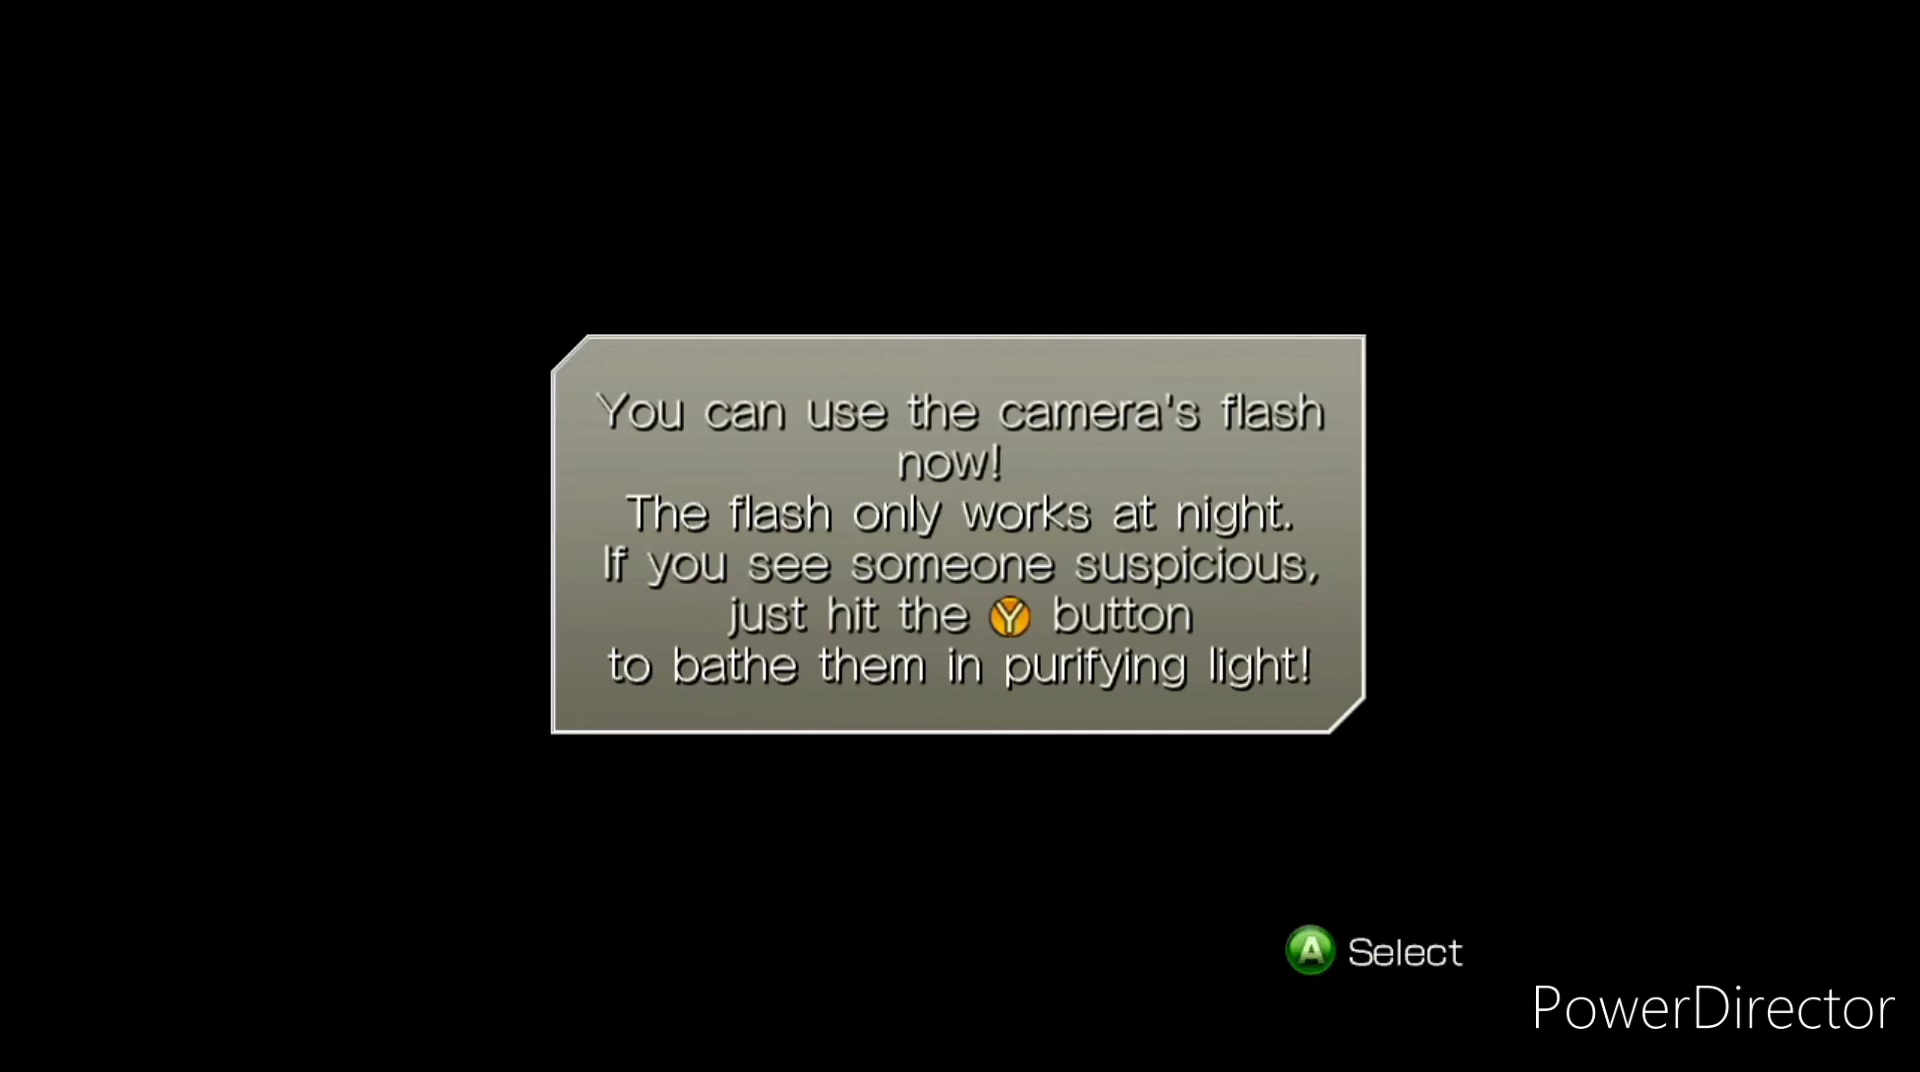 You can use the camera's flash
now!
The flash only works at night.
If you see someone suspicious,
just hit the Y button
to bathe them in purifying light!
A Select
PowerDirector